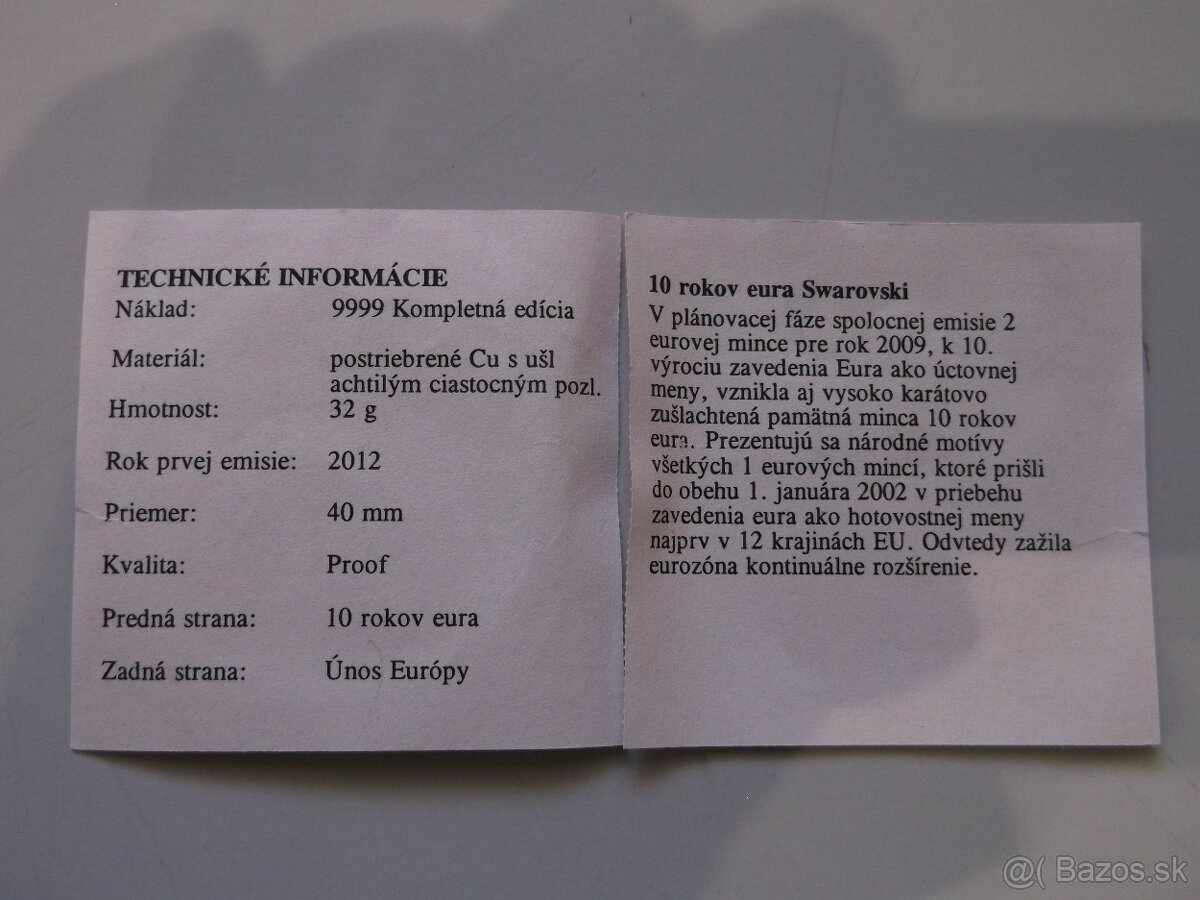 TECHNICKÉ INFORMÁCIE
Náklad: 9999 Kompletná edícia
Materiál: postriebrené Cu s ušl
achtilým ciastocným pozl.
Hmotnost: 32 g
Rok prvej emisie: 2012
Priemer: 40 mm
Kvalita: Proof
Predná strana: 10 rokov eura
Zadná strana: Únos Európy
10 rokov eura Swarovski
V plánovacej fáze spolocnej emisie 2
eurovej mince pre rok 2009, k 10.
výrociu zavedenia Eura ako úctovnej
meny, vznikla aj vysoko karátovo
zušlachtená pamätná minca 10 rokov
eura. Prezentujú sa národné motívy
všetkých 1 eurových mincí, ktoré prišli
do obehu 1. januára 2002 v priebehu
zavedenia eura ako hotovostnej meny
najprv v 12 krajinách EU. Odvtedy zažila
eurozóna kontinuálne rozšírenie.
@( Bazos.sk